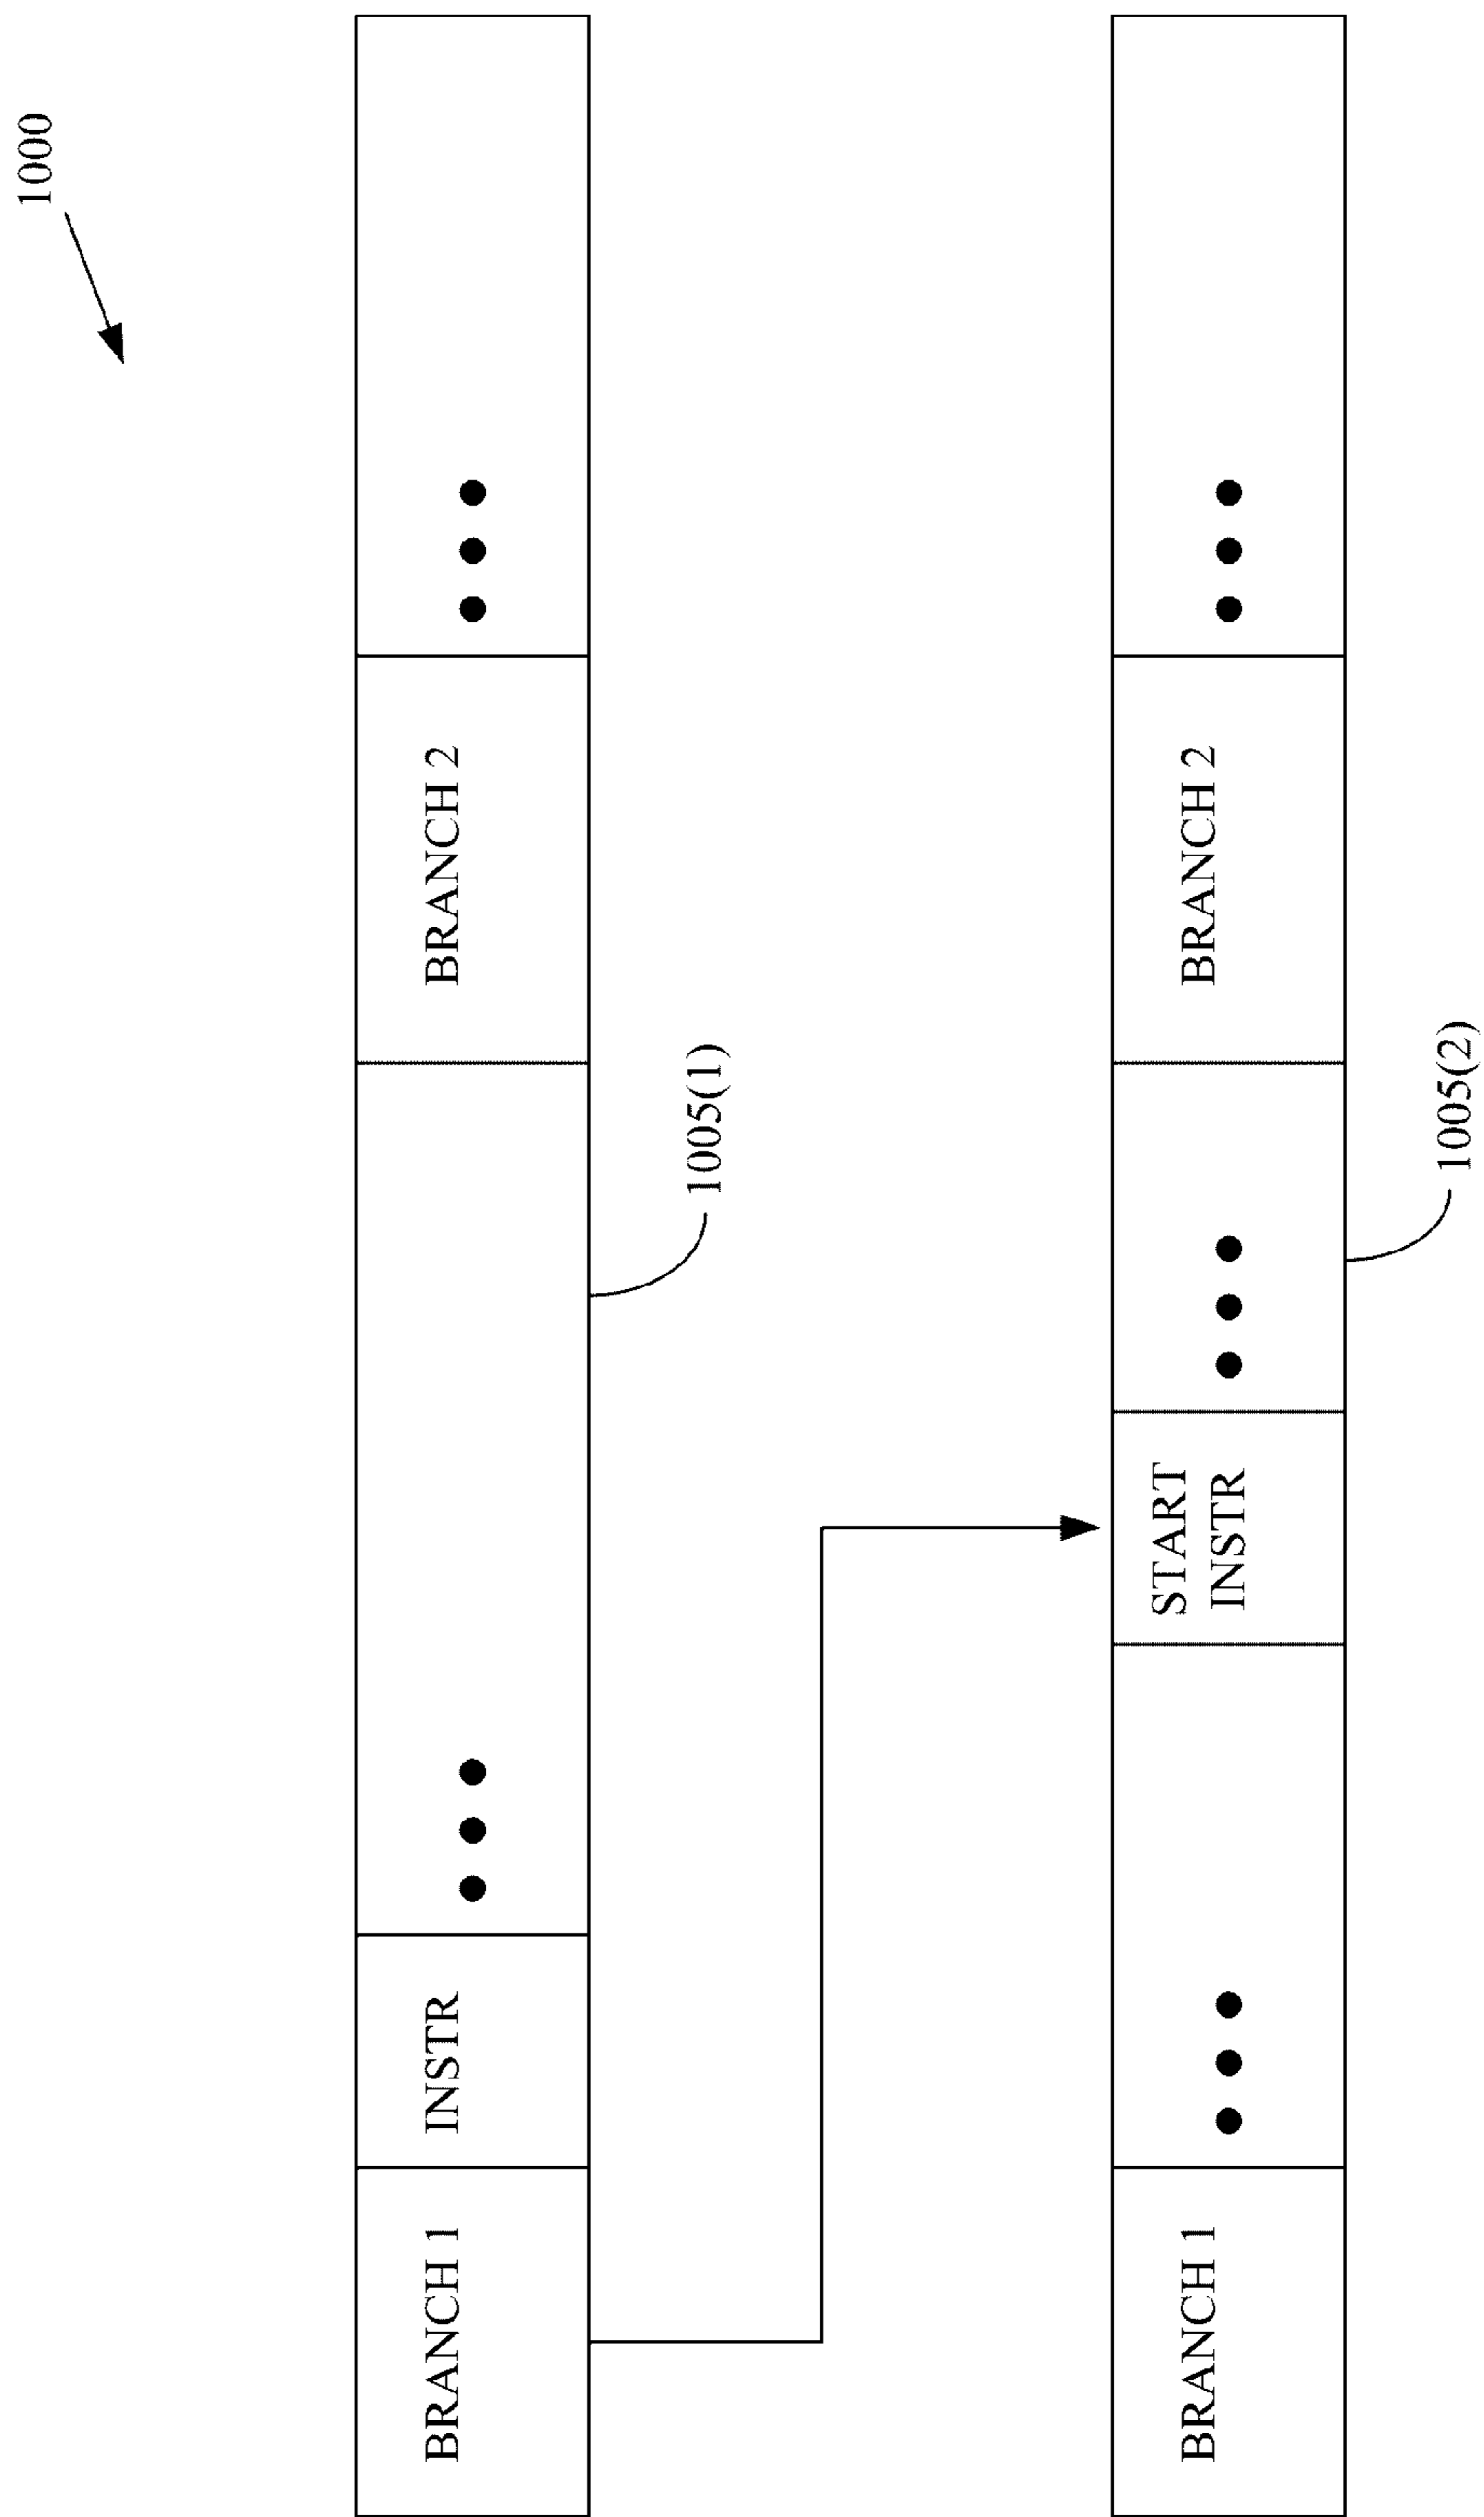 1000
BRANCH 1
INSTR
BRANCH 2
1005(1)
BRANCH 1
START
INSTR
BRANCH 2
1005(2)